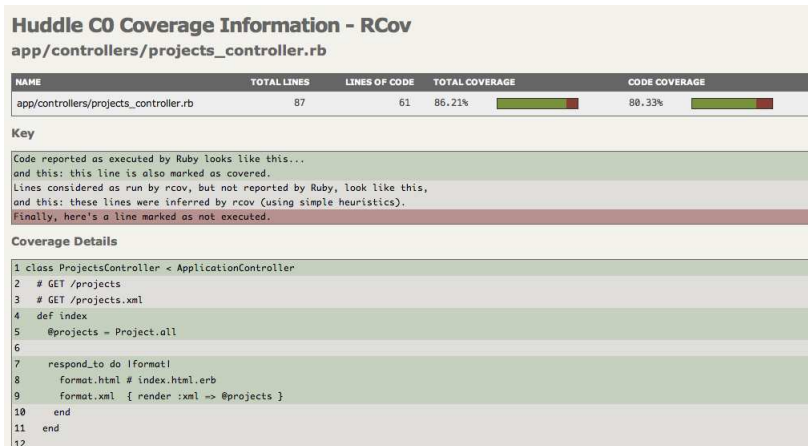 Huddle C0 Coverage Information - RCov
app/controllers/projects_controller.rb
NAME TOTAL LINES LINES OF CODE TOTAL COVERAGE CODE COVERAGE
app/controllers/projects_controller.rb 87 61 86.21% 80.33%
Key
Code reported as executed by Ruby looks like this...
and this: this line is also marked as covered.
Lines considered as run by rcov, but not reported by Ruby, look like this,
and this: these lines were inferred by rcov (using simple heuristics).
Finally, here's a line marked as not executed.
Coverage Details
1 class ProjectsController < ApplicationController
2 # GET /projects
3 # GET /projects.xml
4 def index
5 @projects = Project.all
6
7 respond_to do |format|
8 format.html # index.html.erb
9 format.xml { render :xml => @projects }
10 end
11 end
12